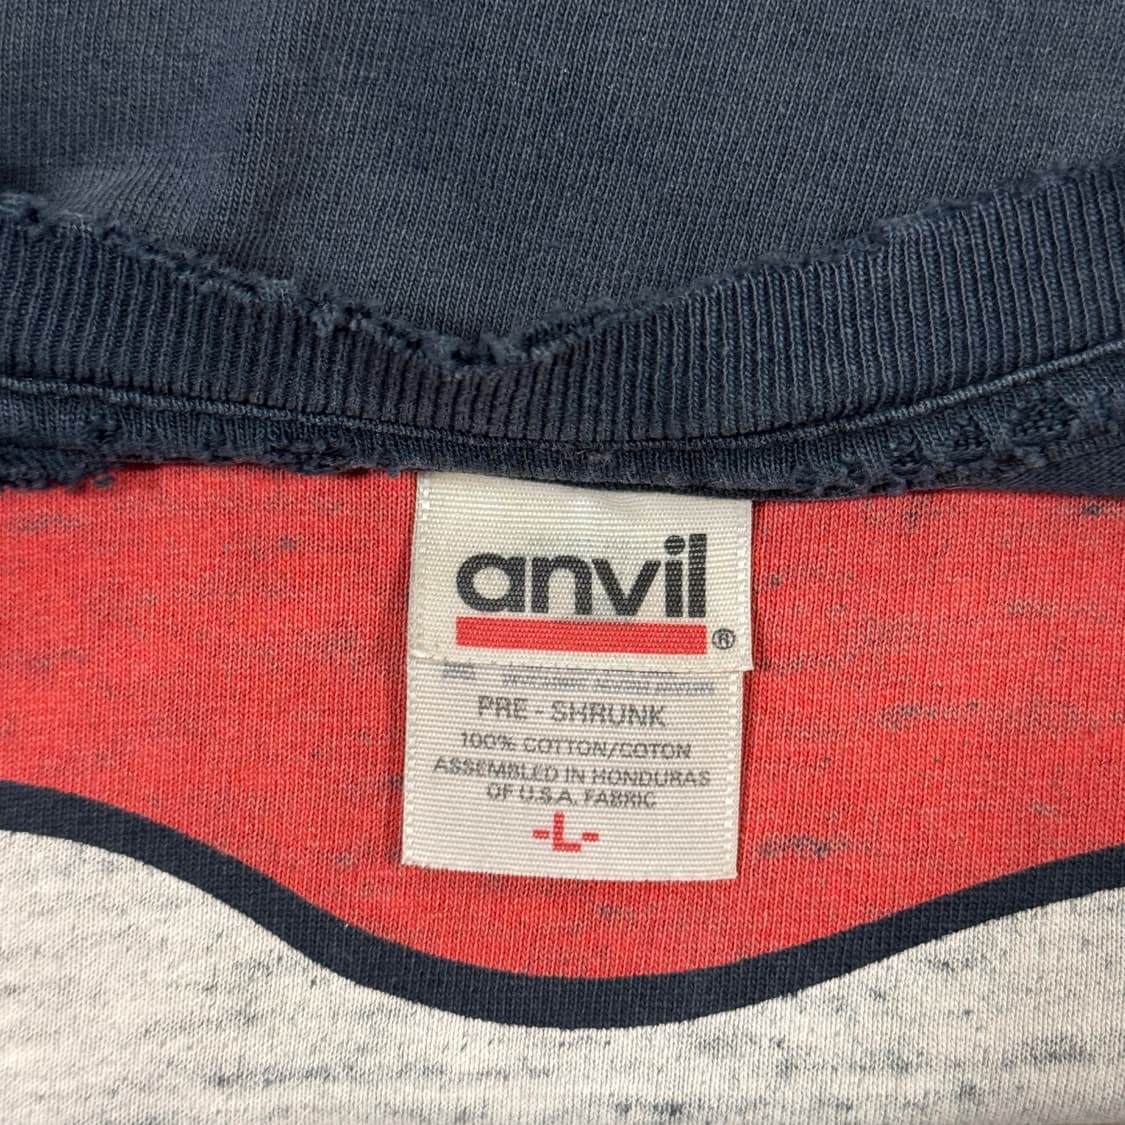 anvil®
PRE-SHRUNK
100% COTTON/COTON
ASSEMBLED IN HONDURAS
OF U.S.A. FABRIC
-L-